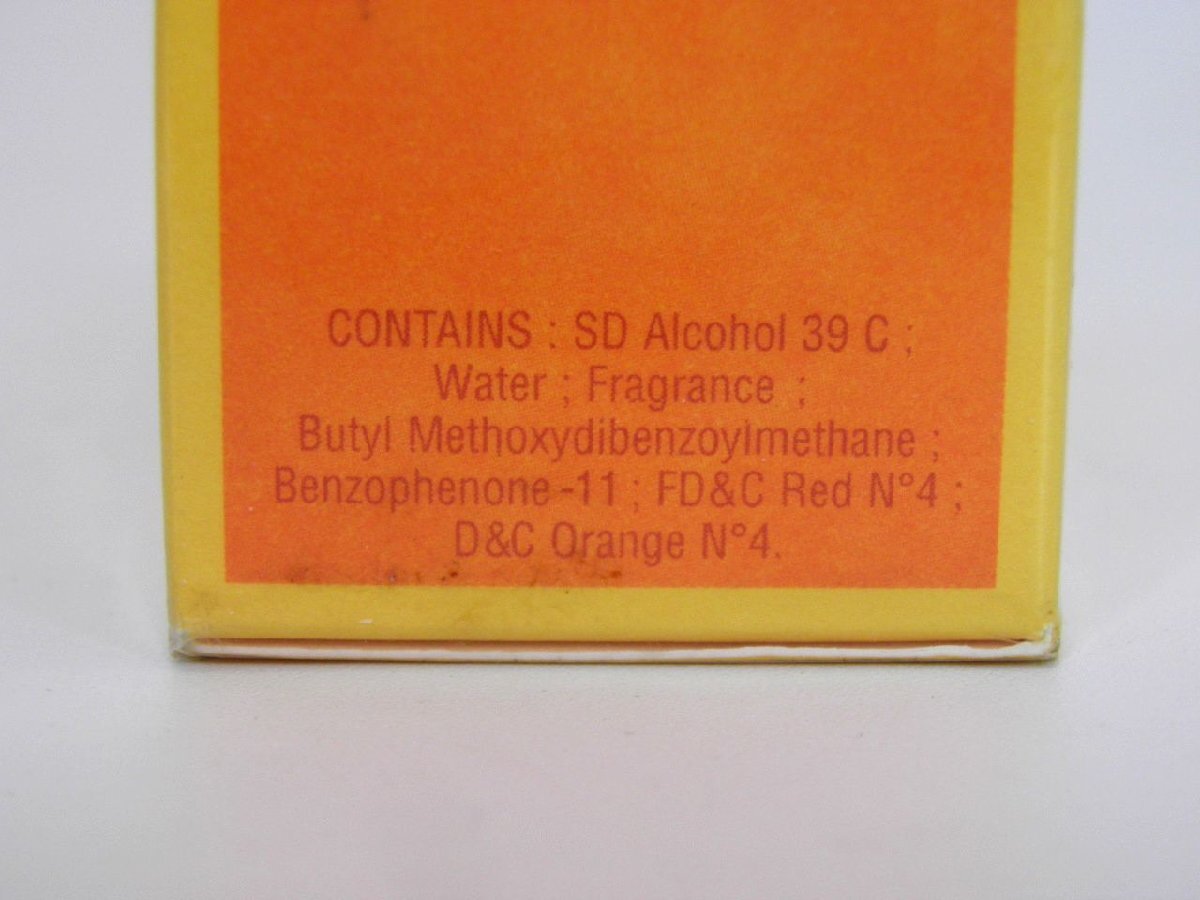 CONTAINS : SD Alcohol 39 C ;
Water ; Fragrance ;
Butyl Methoxydibenzoylmethane ;
Benzophenone-11 ; FD&C Red N°4 ;
D&C Orange N°4.